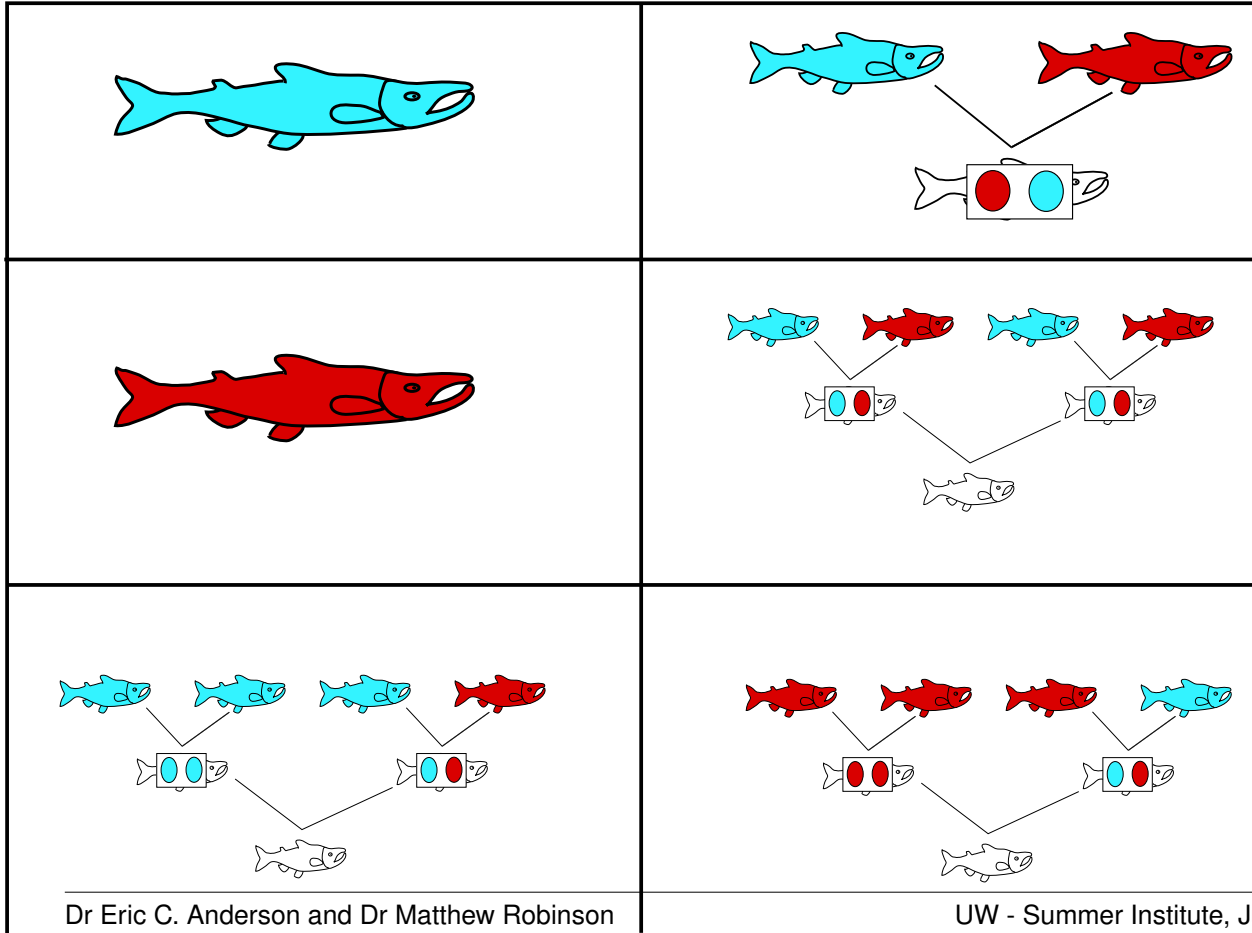 Dr Eric C. Anderson and Dr Matthew Robinson
UW - Summer Institute, J